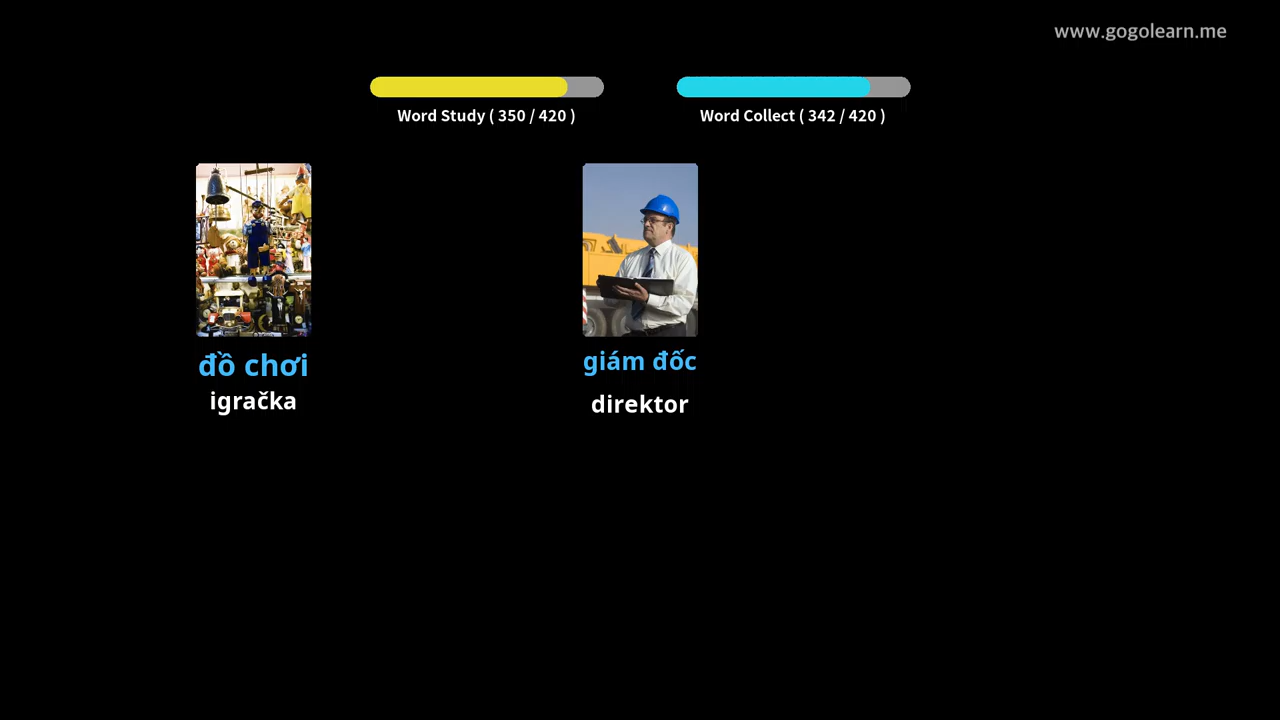 www.gogolearn.me
Word Study ( 350 / 420 )
Word Collect ( 342 / 420 )
đồ chơi
igračka
giám đốc
direktor